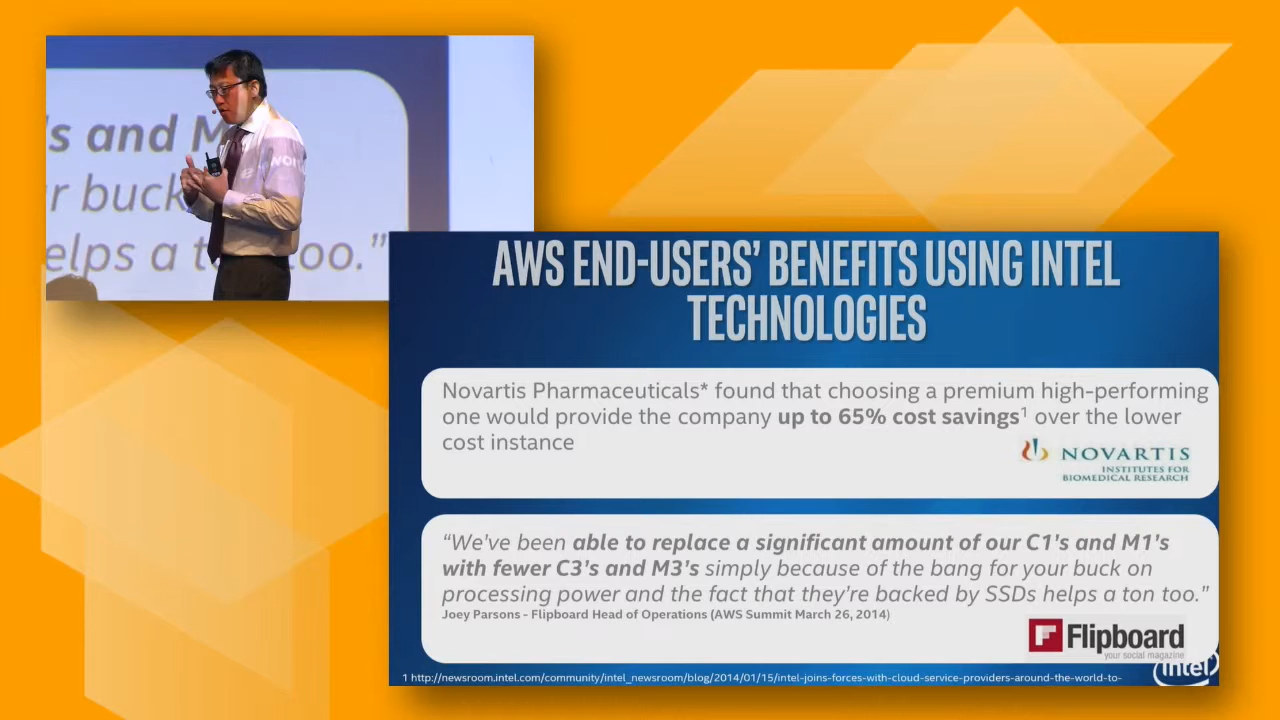 's and M
r buck
elps a t
too."
WOR
AWS END-USERS' BENEFITS USING INTEL
TECHNOLOGIES
Novartis Pharmaceuticals* found that choosing a premium high-performing
one would provide the company up to 65% cost savings1 over the lower
cost instance
NOVARTIS
INSTITUTES FOR
BIOMEDICAL RESEARCH
“We've been able to replace a significant amount of our C1's and M1's
with fewer C3's and M3's simply because of the bang for your buck on
processing power and the fact that they're backed by SSDs helps a ton too.”
Joey Parsons - Flipboard Head of Operations (AWS Summit March 26, 2014)
Flipboard
your social magazine
intel
1 http://newsroom.intel.com/community/intel_newsroom/blog/2014/01/15/intel-joins-forces-with-cloud-service-providers-around-the-world-to-